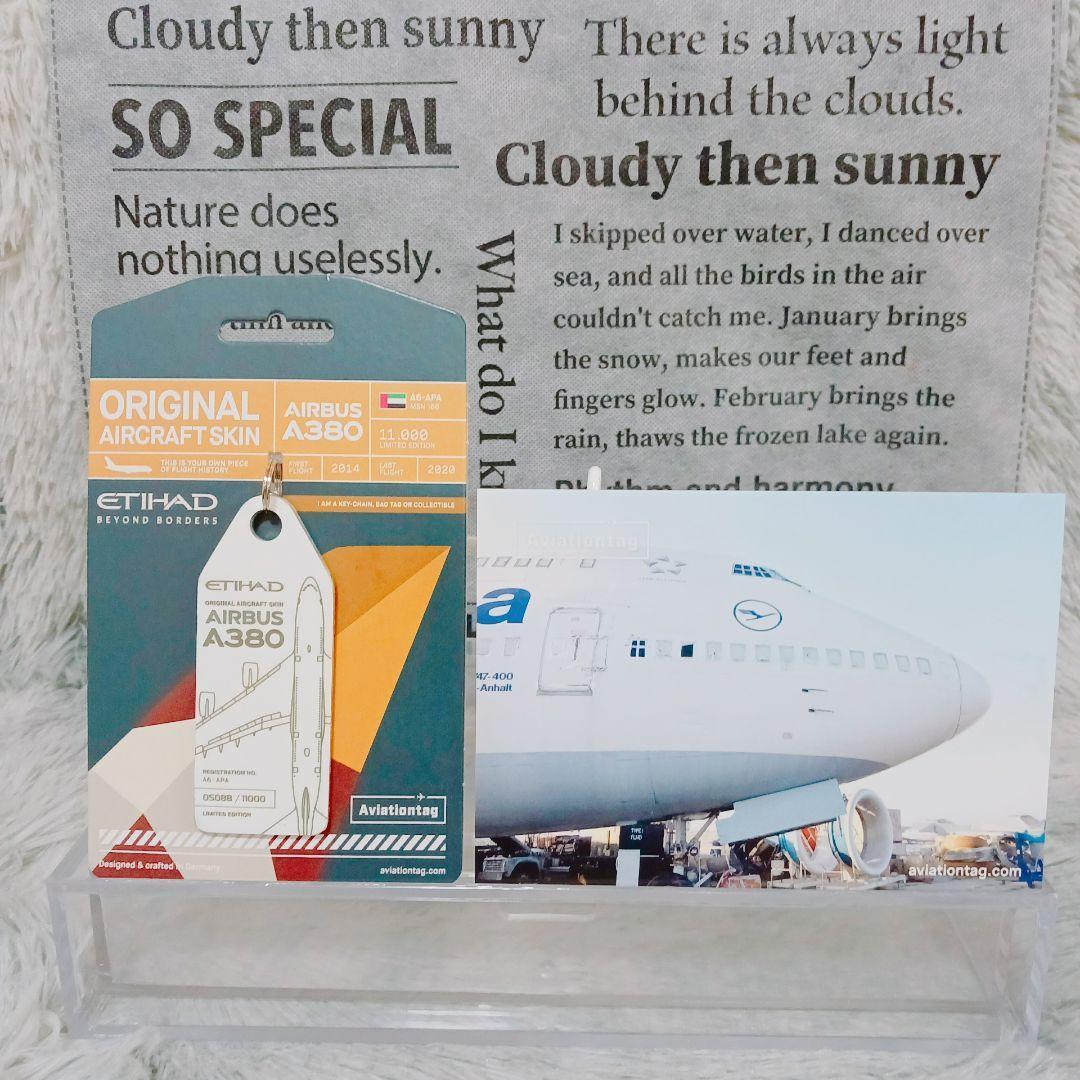 Cloudy then sunny
SO SPECIAL
Nature does
nothing uselessly.
There is always light
behind the clouds.
Cloudy then sunny
I skipped over water, I danced over
sea, and all the birds in the air
couldn't catch me. January brings
the snow, makes our feet and
fingers glow. February brings the
rain, thaws the frozen lake again.
Rhythm and harmony
What do I
ORIGINAL
AIRCRAFT SKIN
AIRBUS
A380
A6-APA
MSN 166
11.000
LIMITED EDITION
THIS IS YOUR OWN PIECE
OF FLIGHT HISTORY
FIRST
FLIGHT
2014
LAST
FLIGHT
2020
ETIHAD
BEYOND BORDERS
I AM A KEY-CHAIN, BAG TAG OR COLLECTIBLE
ETIHAD
ORIGINAL AIRCRAFT SKIN
AIRBUS
A380
REGISTRATION NO.
A6-APA
05088 / 11000
LIMITED EDITION
Aviationtag
Designed & crafted in Germany
aviationtag.com
Aviationtag
a
47-400
-Anhalt
aviationtag.com